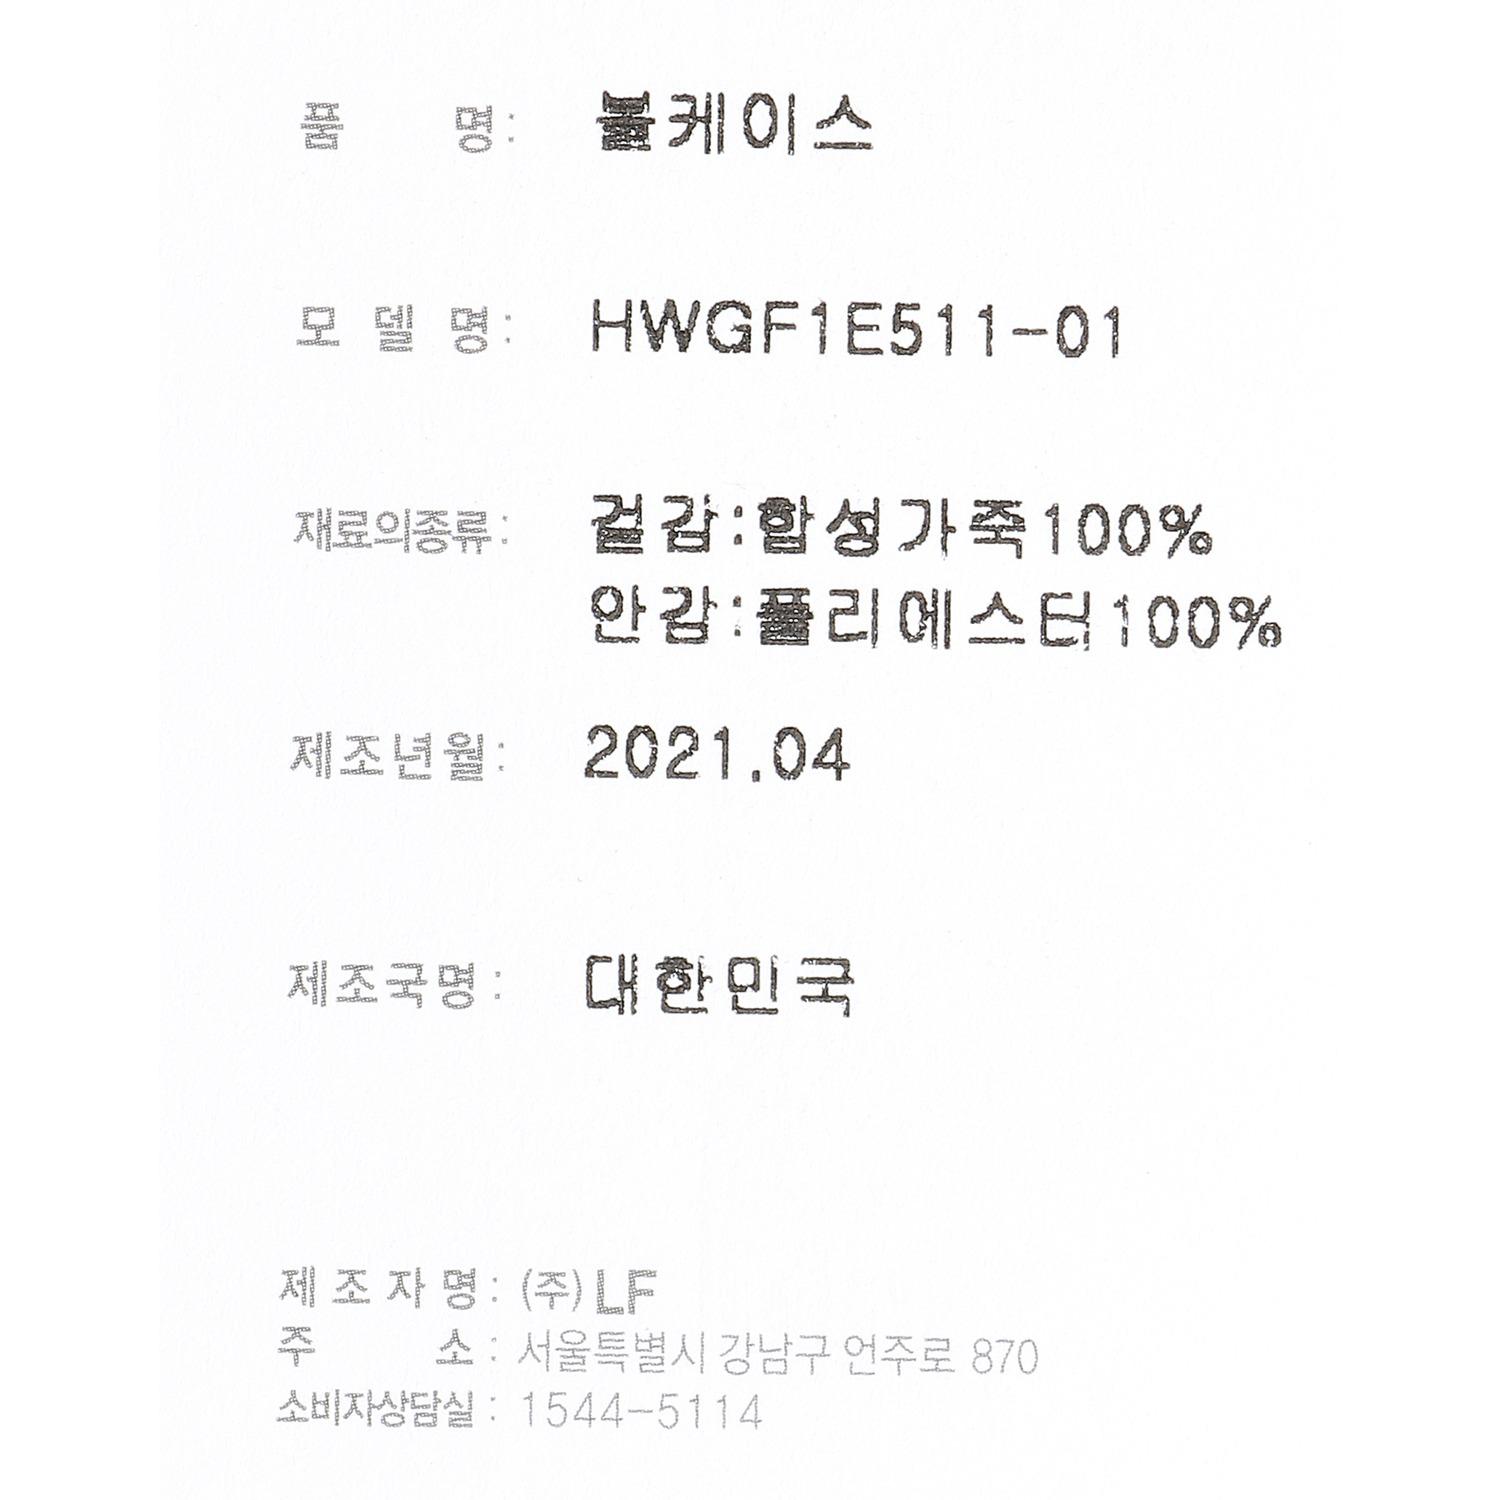 품 명: 볼케이스
모 델 명: HWGF1E511-01
재료의종류: 겉감:합성가죽100%
안감:폴리에스터100%
제조년월: 2021.04
제조국명: 대한민국
제 조 자 명: (주)LF
주 소: 서울특별시 강남구 언주로 870
소비자상담실: 1544-5114